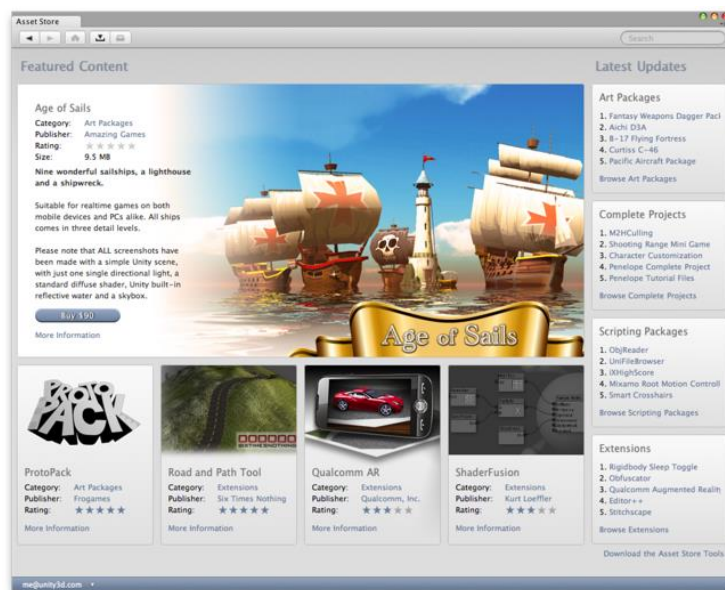 Asset Store
Search
Featured Content
Age of Sails
Category: Art Packages
Publisher: Amazing Games
Rating:
Size: 9.5 MB
Nine wonderful sailships, a lighthouse
and a shipwreck.
Suitable for realtime games on both
mobile devices and PCs alike. All ships
comes in three detail levels.
Please note that ALL screenshots have
been made with a simple Unity scene,
with just one single directional light, a
standard diffuse shader, Unity built-in
reflective water and a skybox.
Buy $90
More Information
Age of Sails
PROTO
PACK
ProtoPack
Category: Art Packages
Publisher: Frogames
Rating:
More Information
SIXTIMESNOTHING
Road and Path Tool
Category: Extensions
Publisher: Six Times Nothing
Rating:
More Information
Qualcomm AR
Category: Extensions
Publisher: Qualcomm, Inc.
Rating:
More Information
ShaderFusion
Category: Extensions
Publisher: Kurt Loeffler
Rating:
More Information
Latest Updates
Art Packages
1. Fantasy Weapons Dagger Pack
2. Aichi D3A
3. B-17 Flying Fortress
4. Curtiss C-46
5. Pacific Aircraft Package
Browse Art Packages
Complete Projects
1. M2HCulling
2. Shooting Range Mini Game
3. Character Customization
4. Penelope Complete Project
5. Penelope Tutorial Files
Browse Complete Projects
Scripting Packages
1. ObjReader
2. UniFileBrowser
3. iXHighScore
4. Mixamo Root Motion Controll
5. Smart Crosshairs
Browse Scripting Packages
Extensions
1. Rigidbody Sleep Toggle
2. Obfuscator
3. Qualcomm Augmented Reality
4. Editor++
5. Stitchscape
Browse Extensions
Download the Asset Store Tools
me@unity3d.com